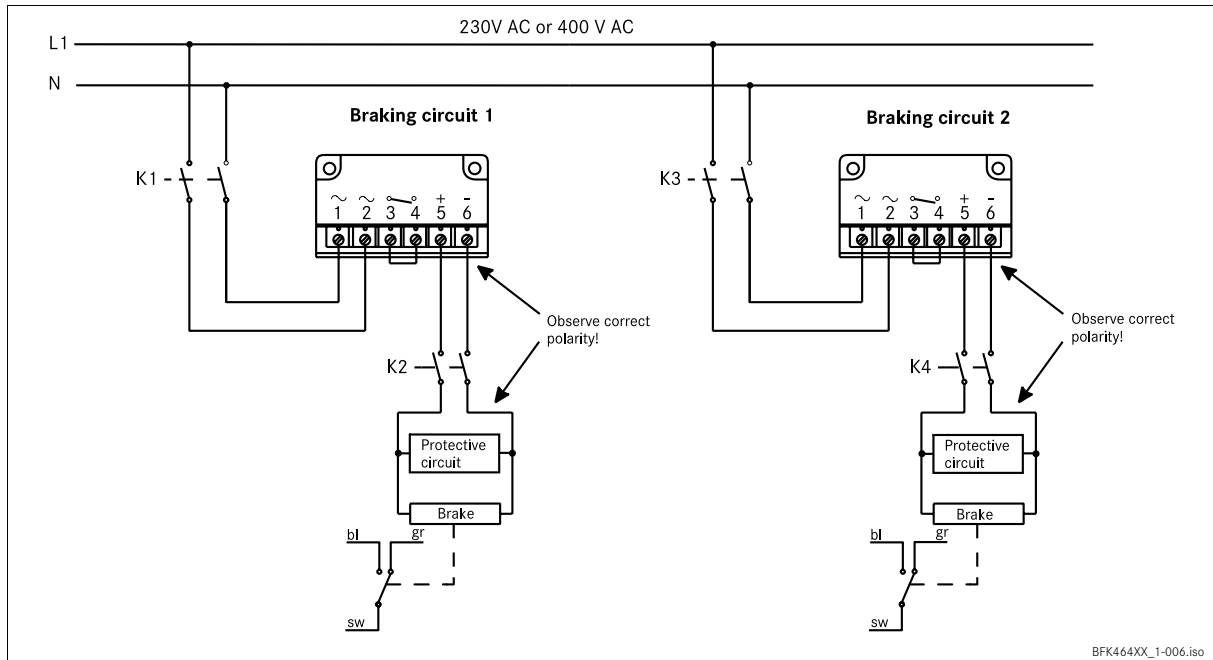 230V AC or 400 V AC
L1
N
Braking circuit 1
Braking circuit 2
K1
K3
~ ~ + -
1 2 3 4 5 6
~ ~ + -
1 2 3 4 5 6
Observe correct
polarity!
Observe correct
polarity!
K2
K4
Protective
circuit
Protective
circuit
Brake
Brake
bl
gr
bl
gr
sw
sw
BFK464XX_1-006.iso